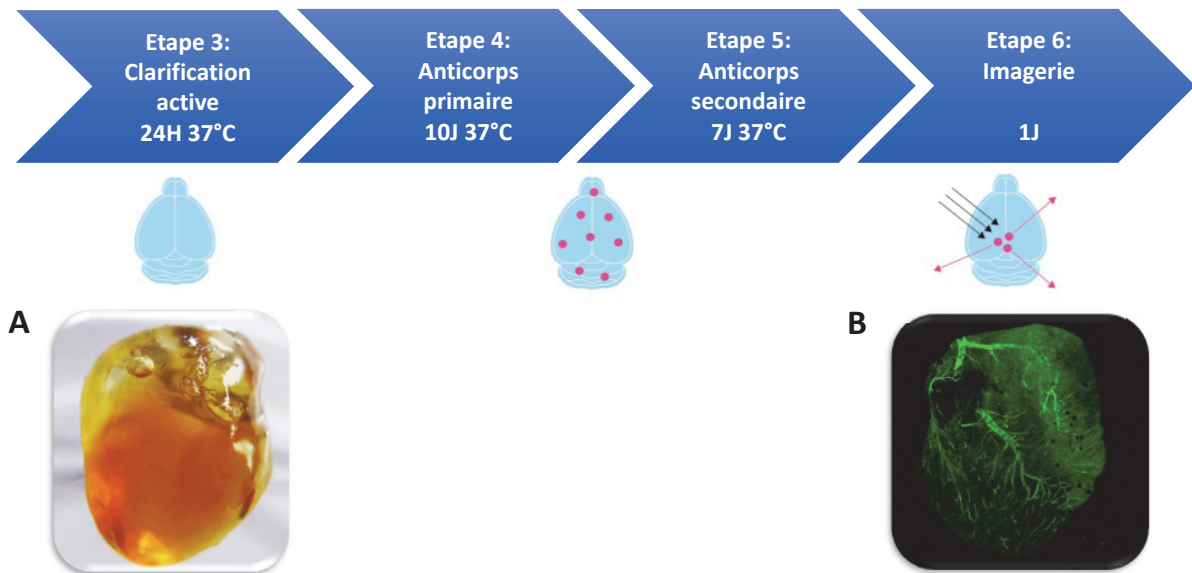 Etape 3:
Clarification
active
24H 37°C
Etape 4:
Anticorps
primaire
10J 37°C
Etape 5:
Anticorps
secondaire
7J 37°C
Etape 6:
Imagerie
1J
A
B